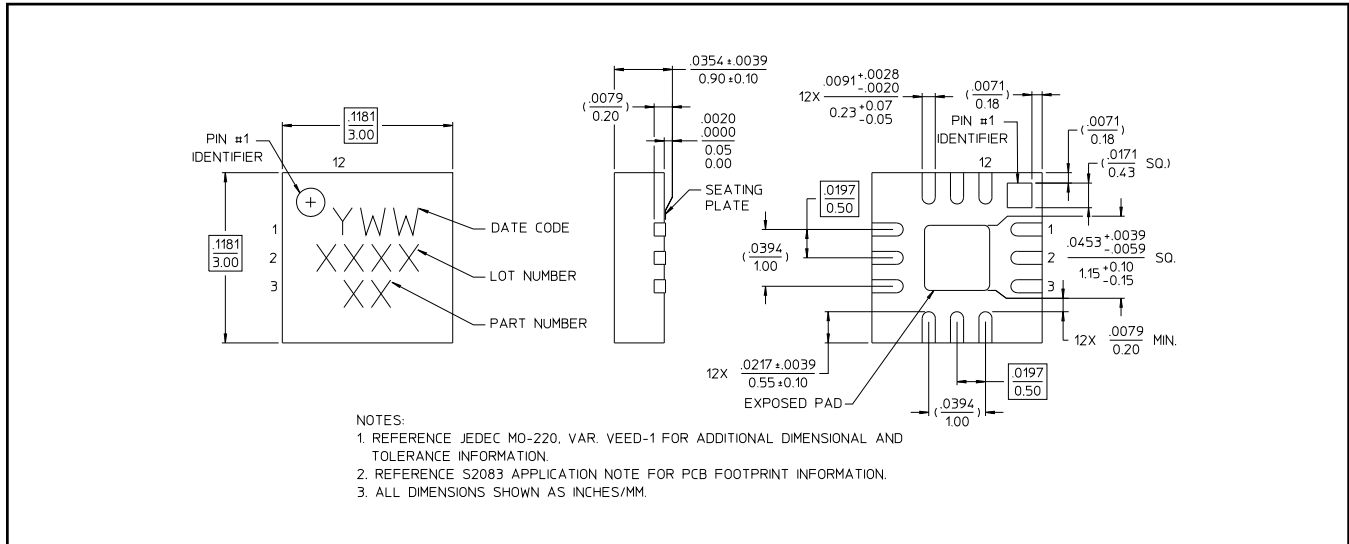 .1181
3.00
PIN #1
IDENTIFIER
12
.1181
3.00
1
2
3
YWW
XXXX
XX
DATE CODE
LOT NUMBER
PART NUMBER
.0354 ±.0039
0.90 ±0.10
(.0079
0.20)
.0020
.0000
0.05
0.00
SEATING
PLATE
12X .0091 +.0028
-.0020
0.23 +0.07
-0.05
(.0071
0.18)
PIN #1
IDENTIFIER
12
(.0071
0.18)
(.0171
0.43 SQ.)
.0197
0.50
(.0394
1.00)
1
2
3
.0453 +.0039
-.0059 SQ.
1.15 +0.10
-0.15
12X .0079
0.20 MIN.
12X .0217 ±.0039
0.55 ±0.10
EXPOSED PAD
.0197
0.50
(.0394
1.00)
NOTES:
1. REFERENCE JEDEC MO-220, VAR. VEED-1 FOR ADDITIONAL DIMENSIONAL AND
TOLERANCE INFORMATION.
2. REFERENCE S2083 APPLICATION NOTE FOR PCB FOOTPRINT INFORMATION.
3. ALL DIMENSIONS SHOWN AS INCHES/MM.